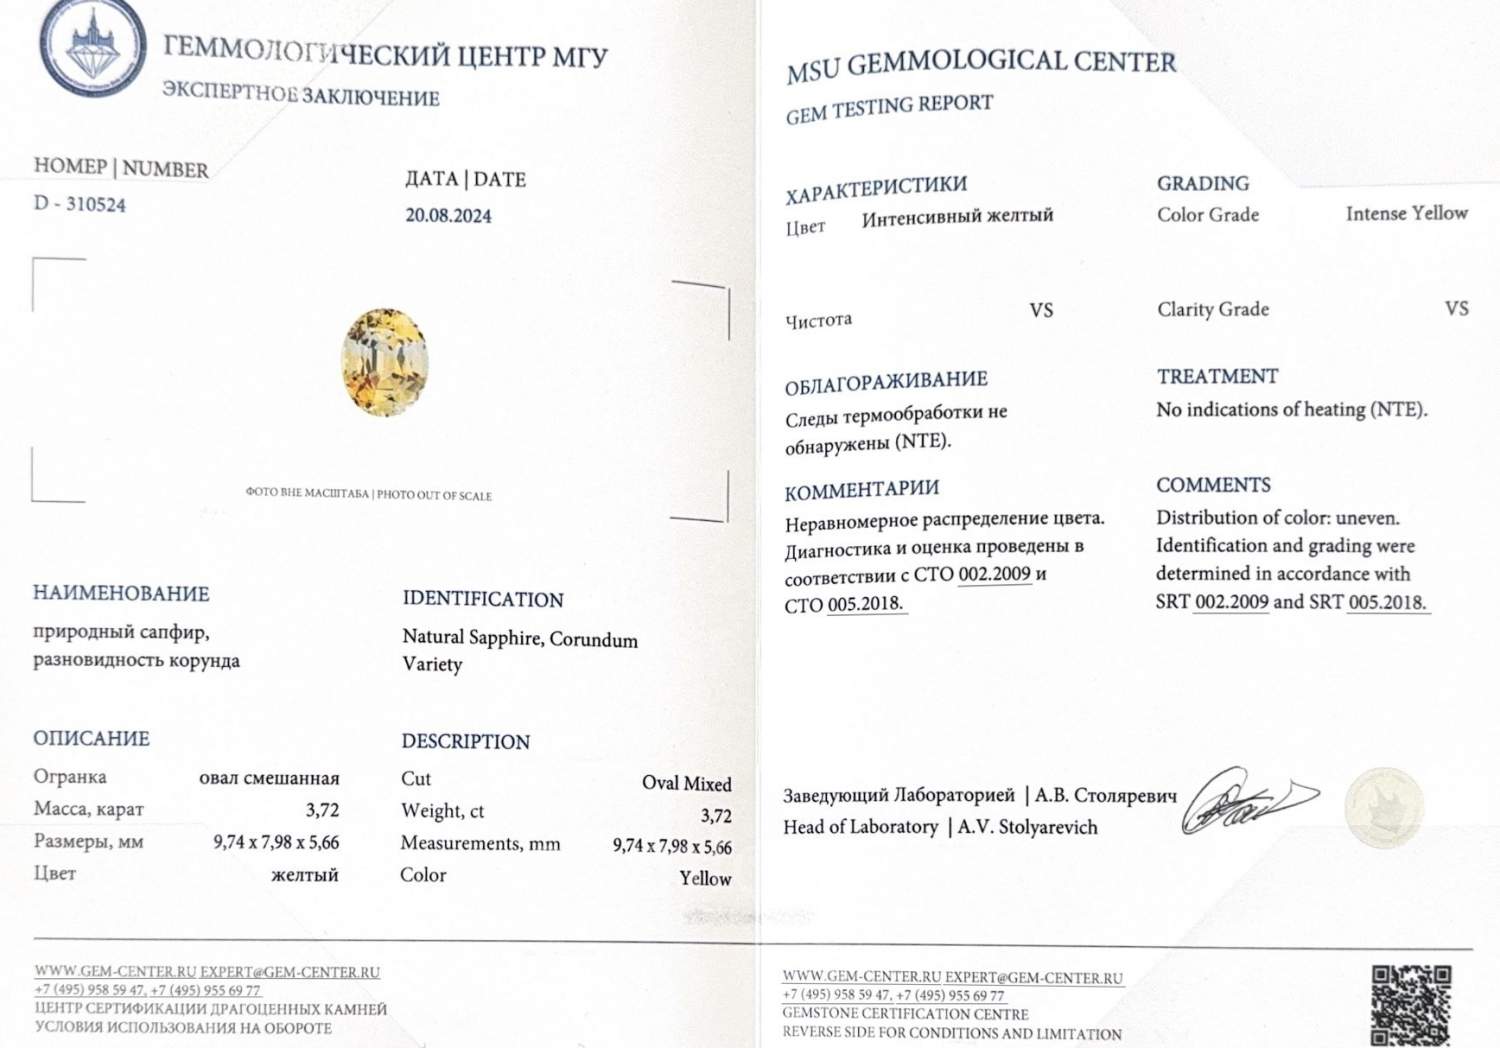 ГЕММОЛОГИЧЕСКИЙ ЦЕНТР МГУ
ЭКСПЕРТНОЕ ЗАКЛЮЧЕНИЕ
НОМЕР | NUMBER
D - 310524
ДАТА | DATE
20.08.2024
ФОТО ВНЕ МАСШТАБА | PHOTO OUT OF SCALE
НАИМЕНОВАНИЕ
природный сапфир,
разновидность корунда
IDENTIFICATION
Natural Sapphire, Corundum
Variety
ОПИСАНИЕ
Огранка овал смешанная
Масса, карат 3,72
Размеры, мм 9,74 x 7,98 x 5,66
Цвет желтый
DESCRIPTION
Cut Oval Mixed
Weight, ct 3,72
Measurements, mm 9,74 x 7,98 x 5,66
Color Yellow
WWW.GEM-CENTER.RU EXPERT@GEM-CENTER.RU
+7 (495) 958 59 47, +7 (495) 955 69 77
ЦЕНТР СЕРТИФИКАЦИИ ДРАГОЦЕННЫХ КАМНЕЙ
УСЛОВИЯ ИСПОЛЬЗОВАНИЯ НА ОБОРОТЕ
MSU GEMMOLOGICAL CENTER
GEM TESTING REPORT
ХАРАКТЕРИСТИКИ
Цвет Интенсивный желтый
Чистота VS
GRADING
Color Grade Intense Yellow
Clarity Grade VS
ОБЛАГОРАЖИВАНИЕ
Следы термообработки не
обнаружены (NTE).
TREATMENT
No indications of heating (NTE).
КОММЕНТАРИИ
Неравномерное распределение цвета.
Диагностика и оценка проведены в
соответствии с СТО 002.2009 и
СТО 005.2018.
COMMENTS
Distribution of color: uneven.
Identification and grading were
determined in accordance with
SRT 002.2009 and SRT 005.2018.
Заведующий Лабораторией | А.В. Столяревич
Head of Laboratory | A.V. Stolyarevich
WWW.GEM-CENTER.RU EXPERT@GEM-CENTER.RU
+7 (495) 958 59 47, +7 (495) 955 69 77
GEMSTONE CERTIFICATION CENTRE
REVERSE SIDE FOR CONDITIONS AND LIMITATION